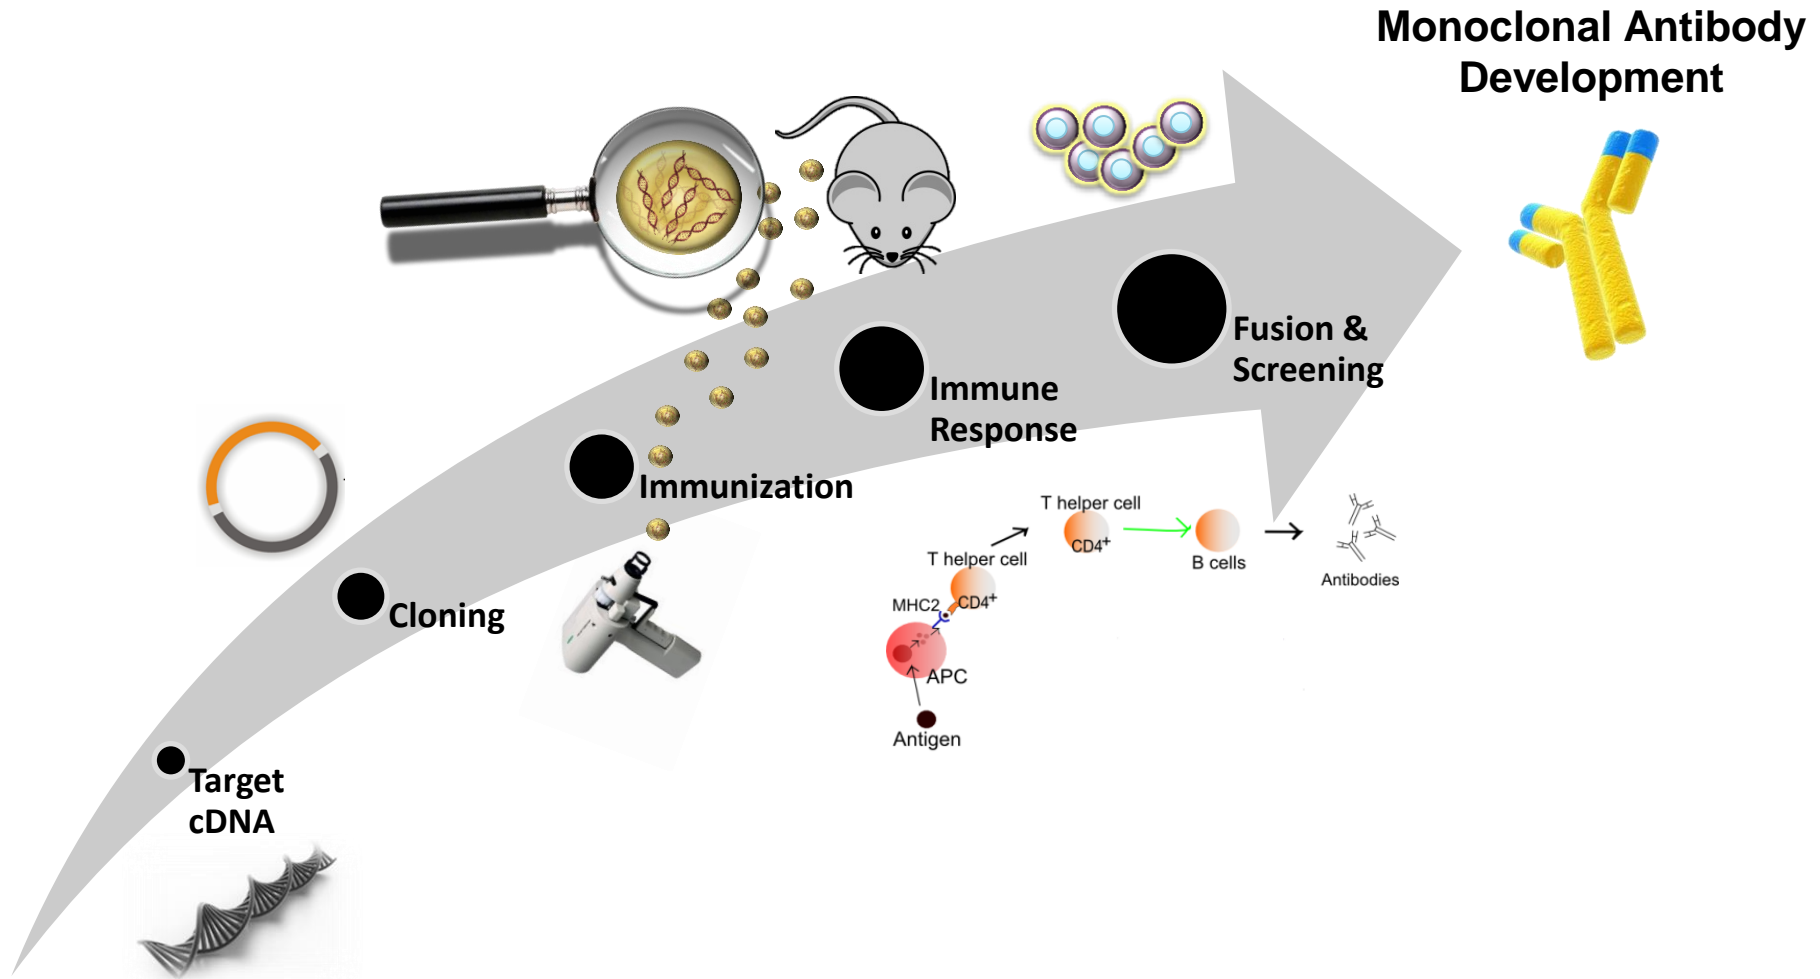 Monoclonal Antibody
Development
Fusion &
Screening
Immune
Response
Immunization
Cloning
Target
cDNA
T helper cell
CD4+
B cells
Antibodies
T helper cell
CD4+
MHC2
APC
Antigen